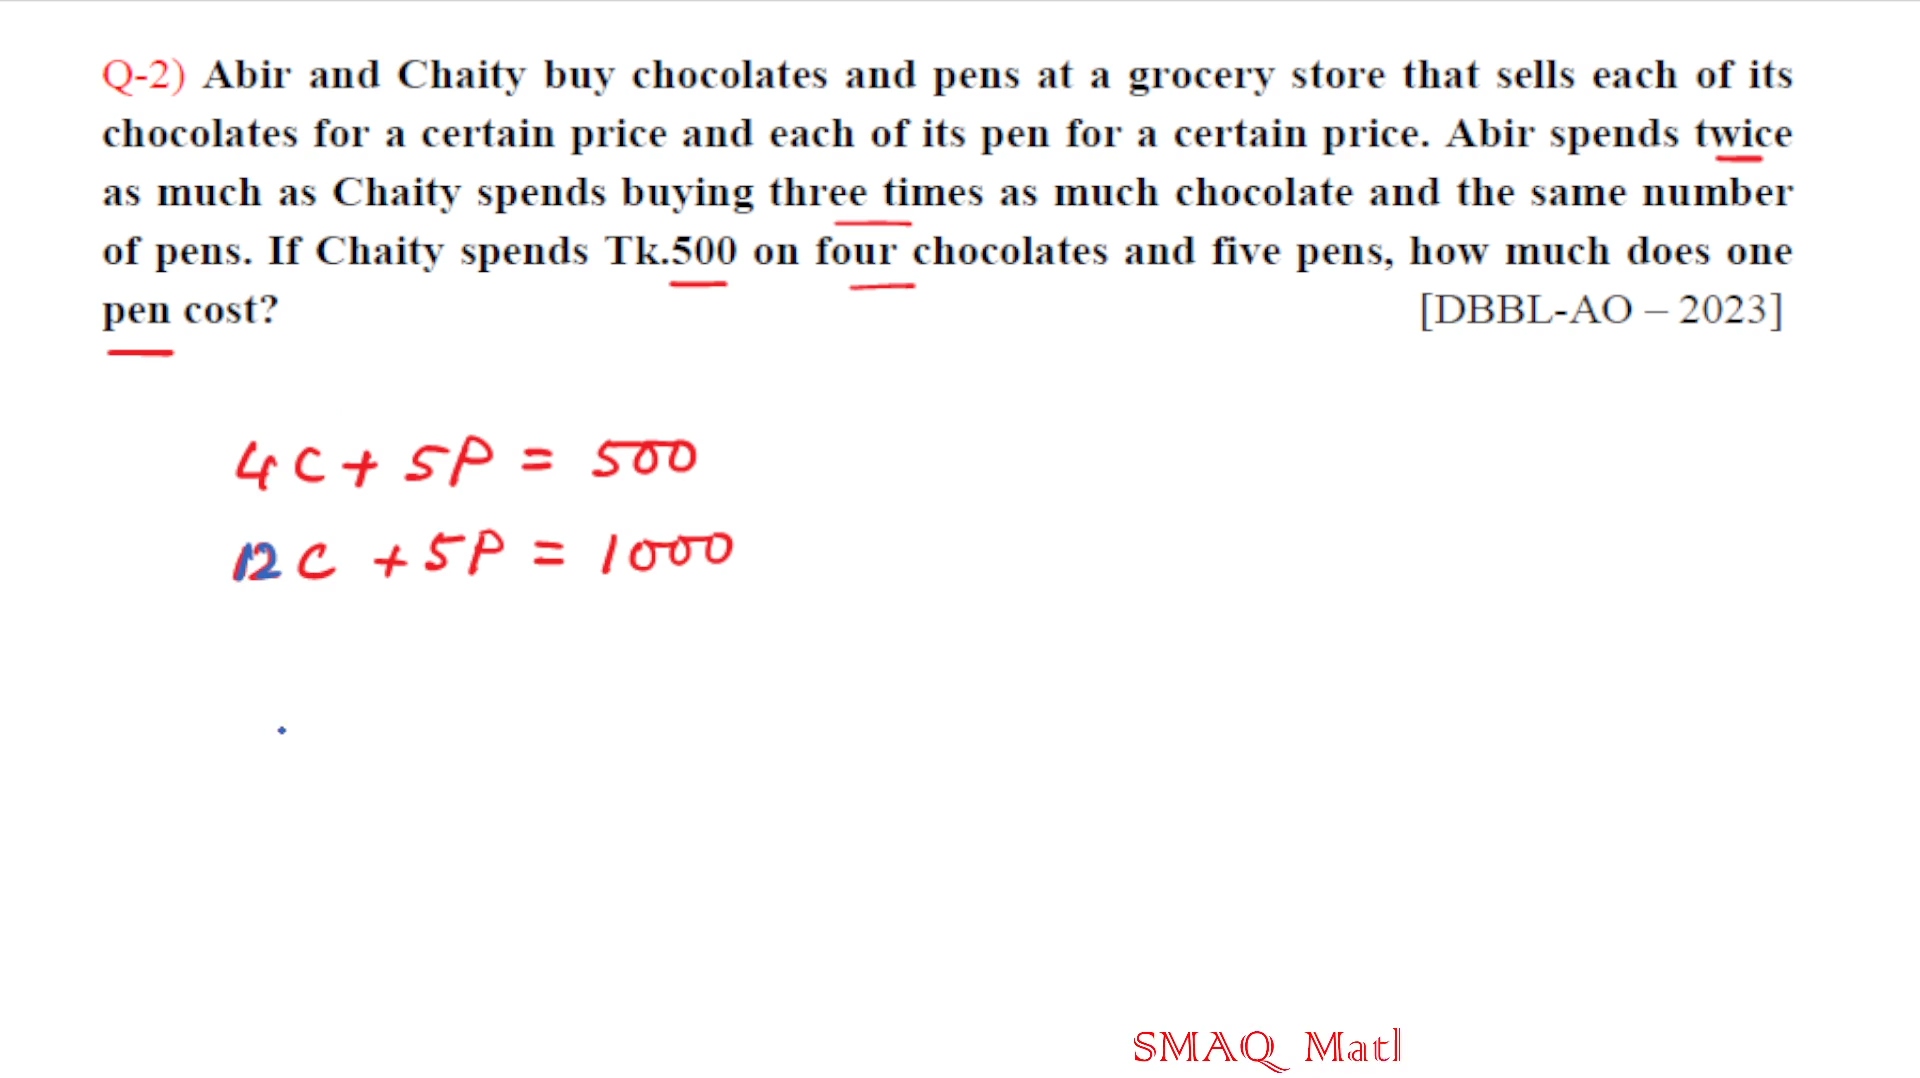 Q-2) Abir and Chaity buy chocolates and pens at a grocery store that sells each of its
chocolates for a certain price and each of its pen for a certain price. Abir spends twice
as much as Chaity spends buying three times as much chocolate and the same number
of pens. If Chaity spends Tk.500 on four chocolates and five pens, how much does one
pen cost? [DBBL-AO – 2023]
4C + 5P = 500
12C + 5P = 1000
SMAQ